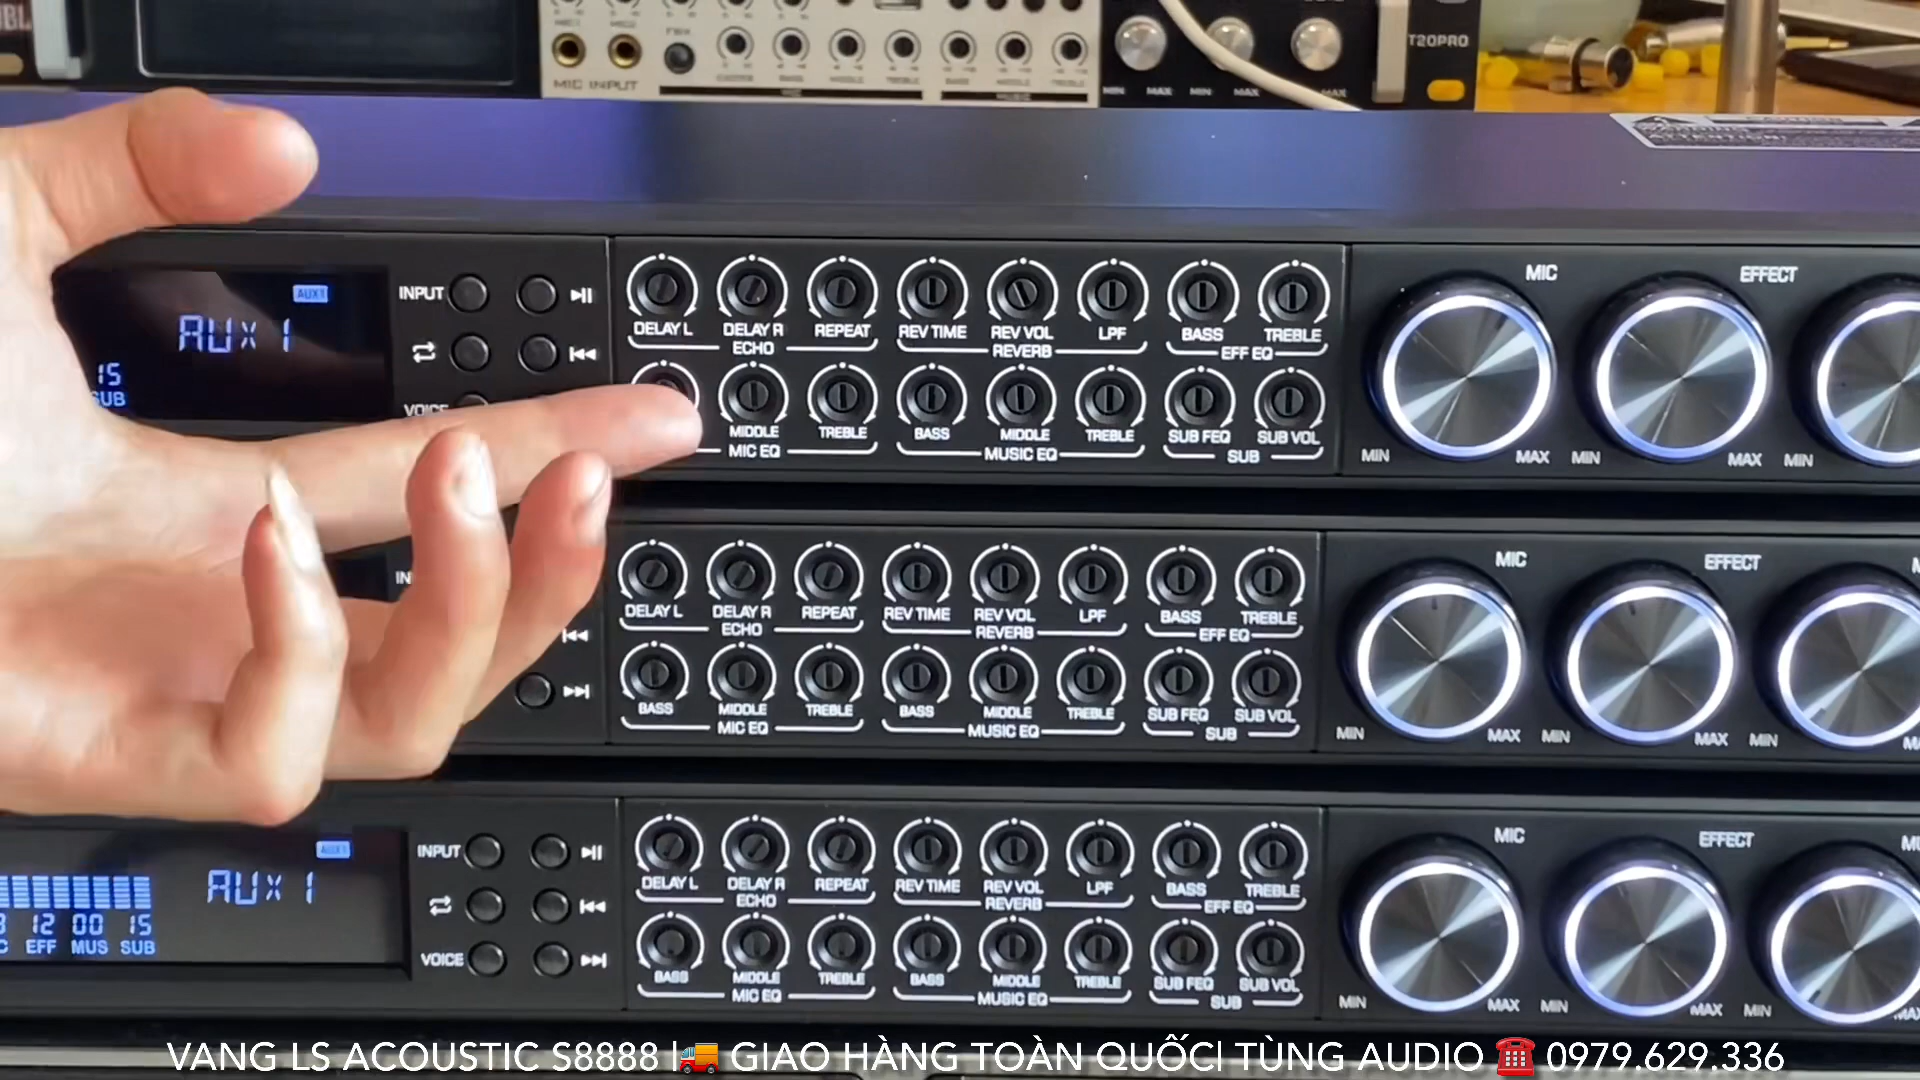 MIC INPUT
T20PRO
MIN MAX MIN MAX
AUX1
AUX 1
15
SUB
INPUT
VOICE
DELAY L DELAY R REPEAT REV TIME REV VOL LPF BASS TREBLE
ECHO REVERB EFF EQ
MIDDLE TREBLE BASS MIDDLE TREBLE SUB FEQ SUB VOL
MIC EQ MUSIC EQ SUB
MIC EFFECT
MIN MAX MIN MAX MIN
DELAY L DELAY R REPEAT REV TIME REV VOL LPF BASS TREBLE
ECHO REVERB EFF EQ
BASS MIDDLE TREBLE BASS MIDDLE TREBLE SUB FEQ SUB VOL
MIC EQ MUSIC EQ SUB
MIC EFFECT
MIN MAX MIN MAX MIN
AUX1
AUX 1
12 00 15
EFF MUS SUB
INPUT
VOICE
DELAY L DELAY R REPEAT REV TIME REV VOL LPF BASS TREBLE
ECHO REVERB EFF EQ
BASS MIDDLE TREBLE BASS MIDDLE TREBLE SUB FEQ SUB VOL
MIC EQ MUSIC EQ SUB
MIC EFFECT
MIN MAX MIN MAX MIN
VANG LS ACOUSTIC S8888 |🚚 GIAO HÀNG TOÀN QUỐC| TÙNG AUDIO ☎️ 0979.629.336